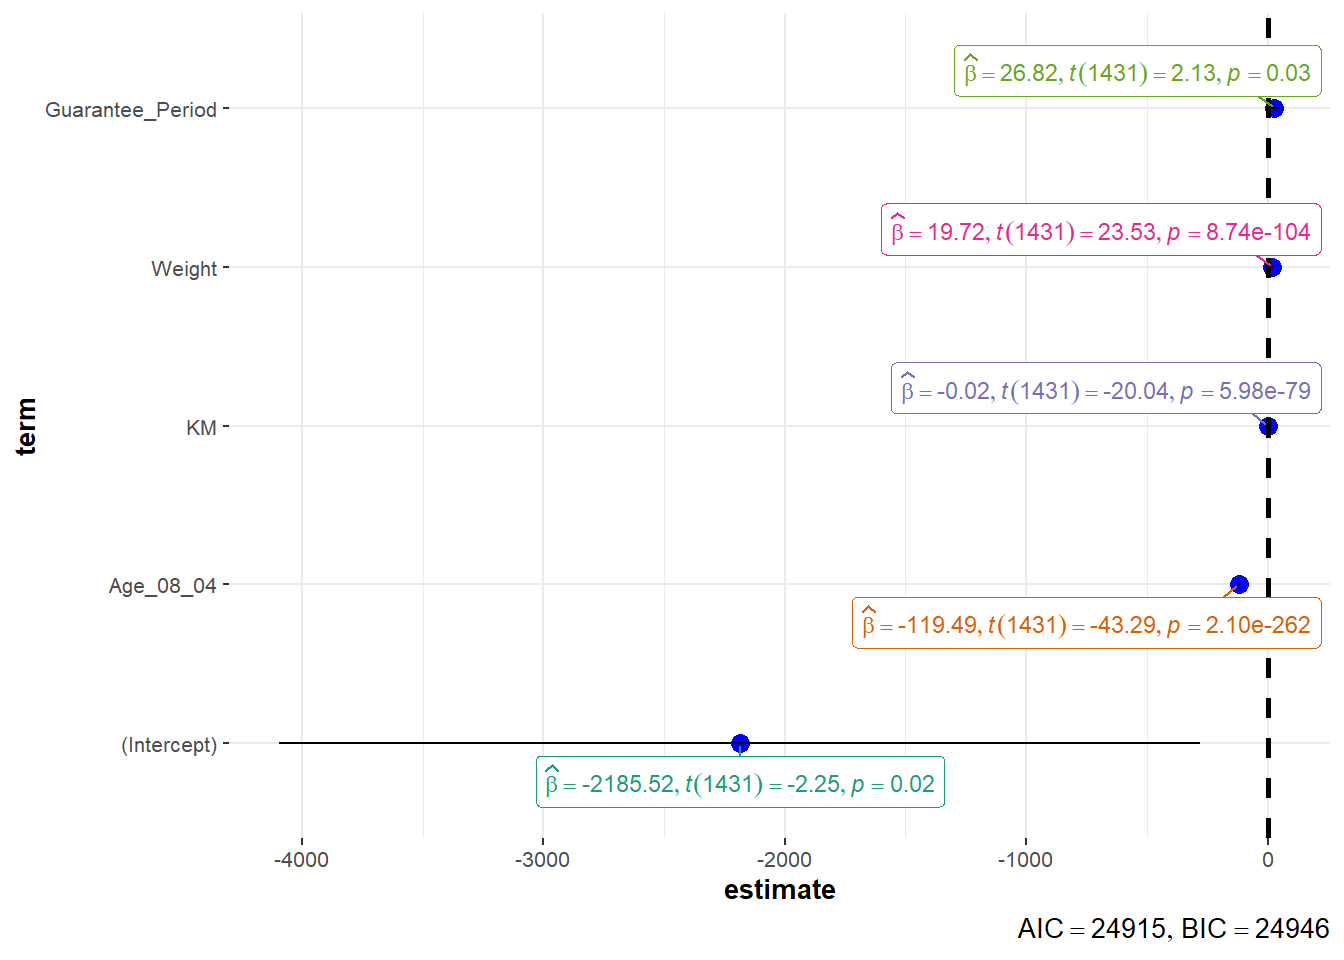 β̂ = 26.82, t(1431) = 2.13, p = 0.03
Guarantee_Period
β̂ = 19.72, t(1431) = 23.53, p = 8.74e-104
Weight
β̂ = -0.02, t(1431) = -20.04, p = 5.98e-79
KM
term
Age_08_04
β̂ = -119.49, t(1431) = -43.29, p = 2.10e-262
(Intercept)
β̂ = -2185.52, t(1431) = -2.25, p = 0.02
-4000 -3000 -2000 -1000 0
estimate
AIC = 24915, BIC = 24946